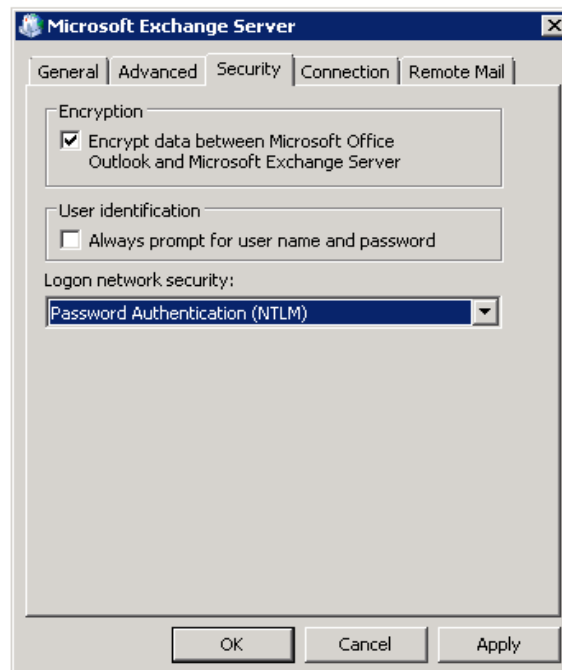 Microsoft Exchange Server
General
Advanced
Security
Connection
Remote Mail
Encryption
Encrypt data between Microsoft Office
Outlook and Microsoft Exchange Server
User identification
Always prompt for user name and password
Logon network security:
Password Authentication (NTLM)
OK
Cancel
Apply